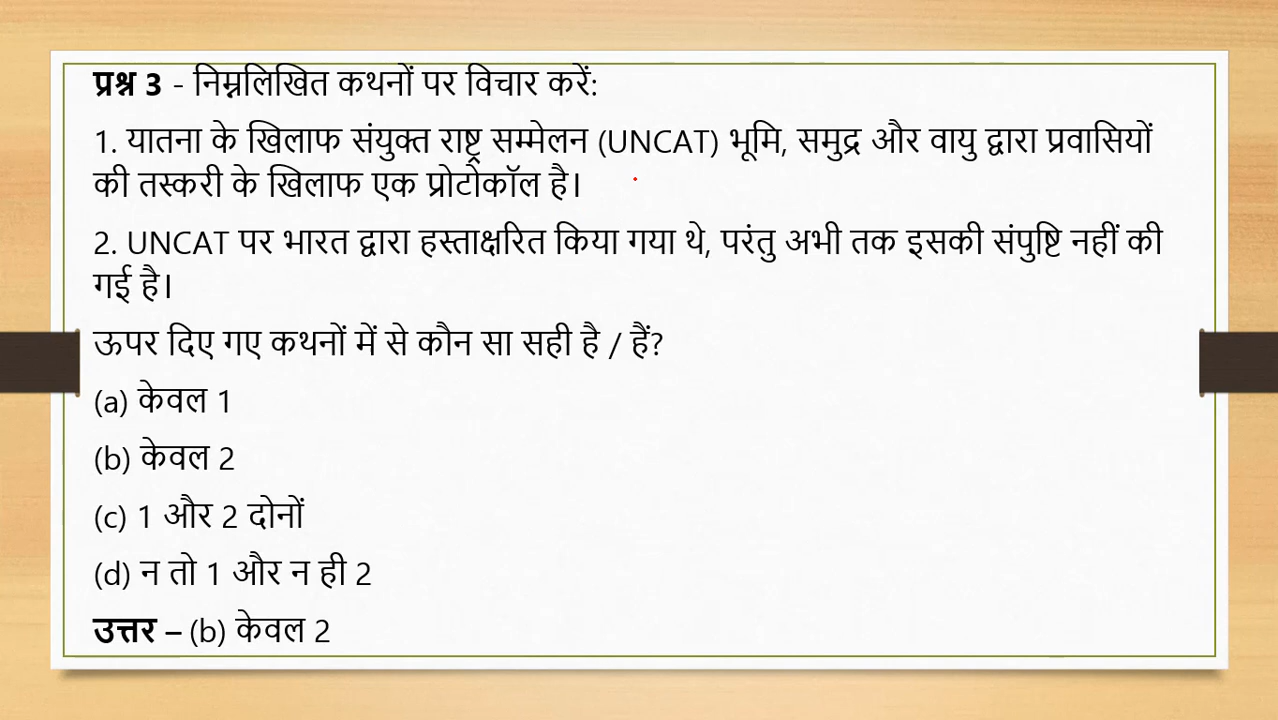 प्रश्न 3 - निम्नलिखित कथनों पर विचार करें:
1. यातना के खिलाफ संयुक्त राष्ट्र सम्मेलन (UNCAT) भूमि, समुद्र और वायु द्वारा प्रवासियों
की तस्करी के खिलाफ एक प्रोटोकॉल है।
2. UNCAT पर भारत द्वारा हस्ताक्षरित किया गया थे, परंतु अभी तक इसकी संपुष्टि नहीं की
गई है।
ऊपर दिए गए कथनों में से कौन सा सही है / हैं?
(a) केवल 1
(b) केवल 2
(c) 1 और 2 दोनों
(d) न तो 1 और न ही 2
उत्तर – (b) केवल 2